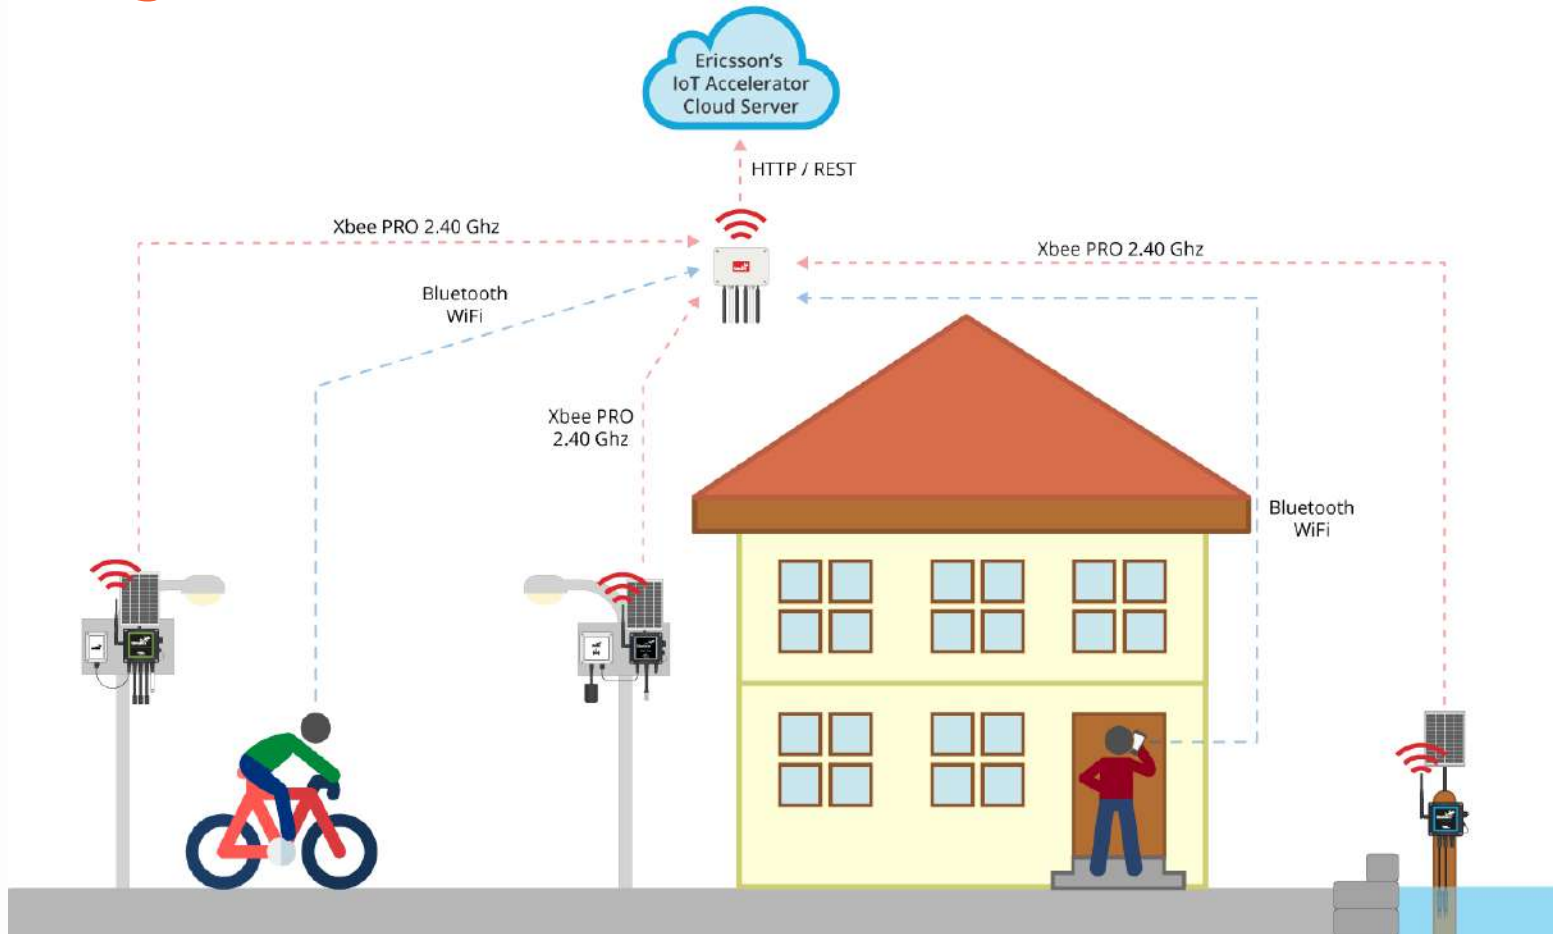 Ericsson's
IoT Accelerator
Cloud Server
HTTP / REST
Xbee PRO 2.40 Ghz
Xbee PRO 2.40 Ghz
Bluetooth
WiFi
Xbee PRO
2.40 Ghz
Bluetooth
WiFi